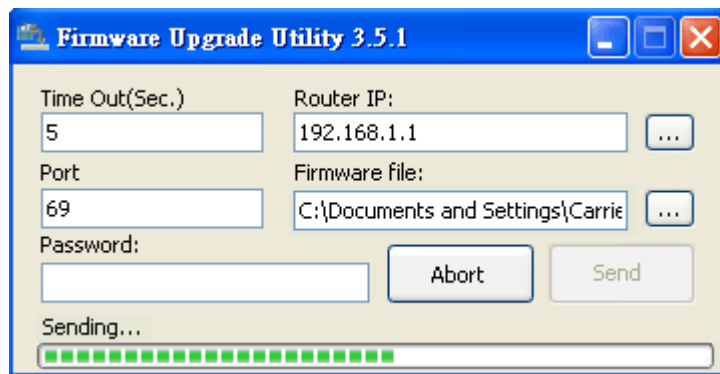 Firmware Upgrade Utility 3.5.1
Time Out(Sec.)
Router IP:
5
192.168.1.1
...
Port
Firmware file:
69
C:\Documents and Settings\Carrie
...
Password:
Abort
Send
Sending...